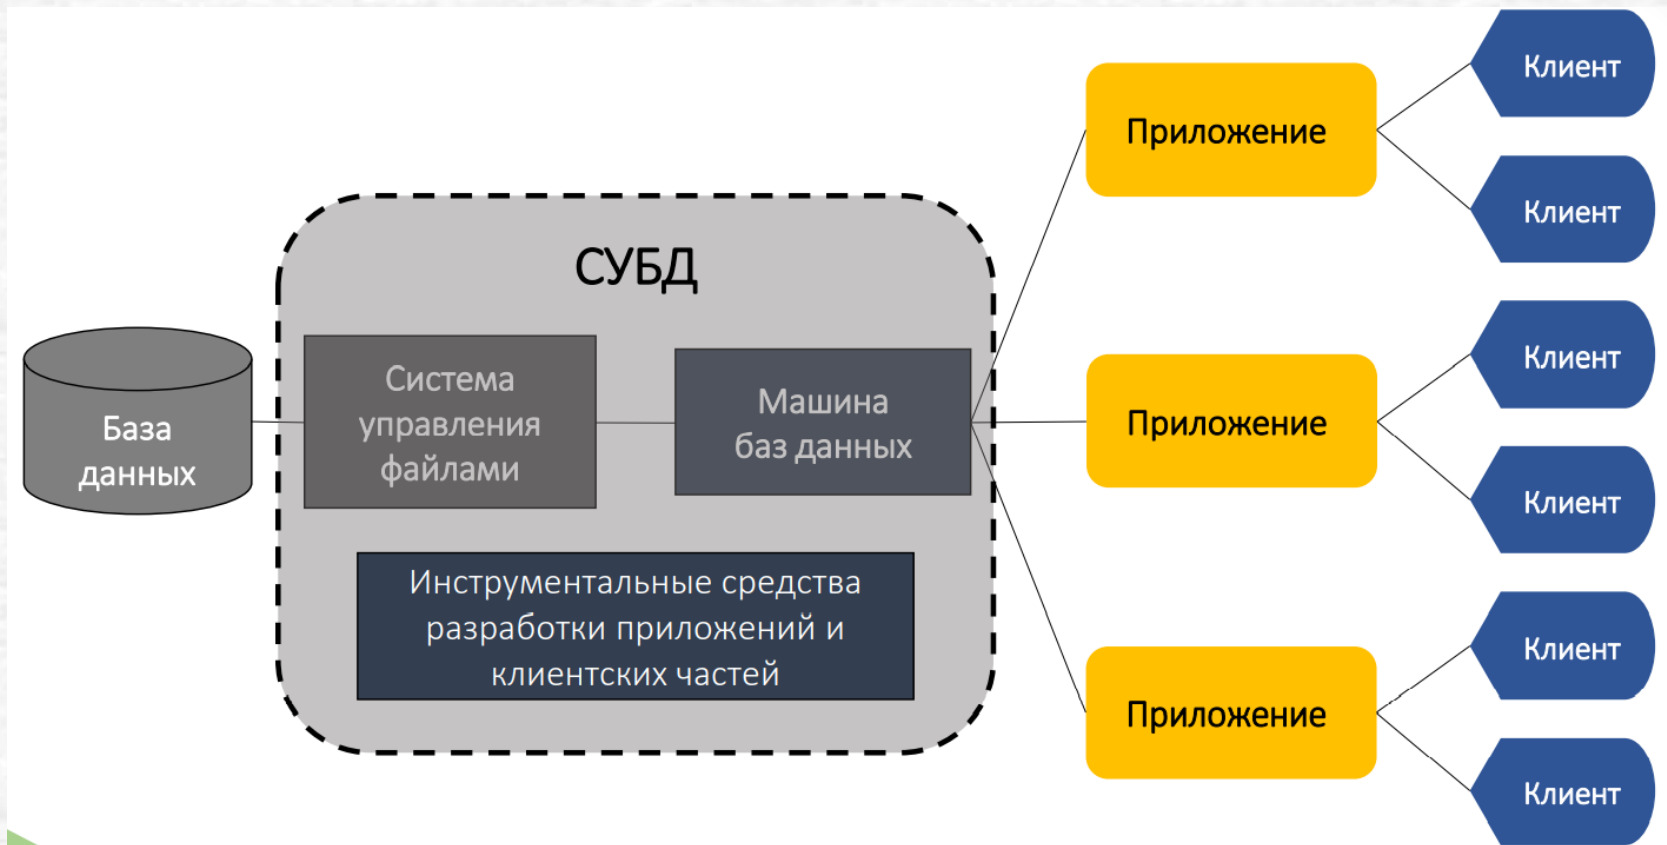 СУБД
База
данных
Система
управления
файлами
Машина
баз данных
Инструментальные средства
разработки приложений и
клиентских частей
Приложение
Приложение
Приложение
Клиент
Клиент
Клиент
Клиент
Клиент
Клиент